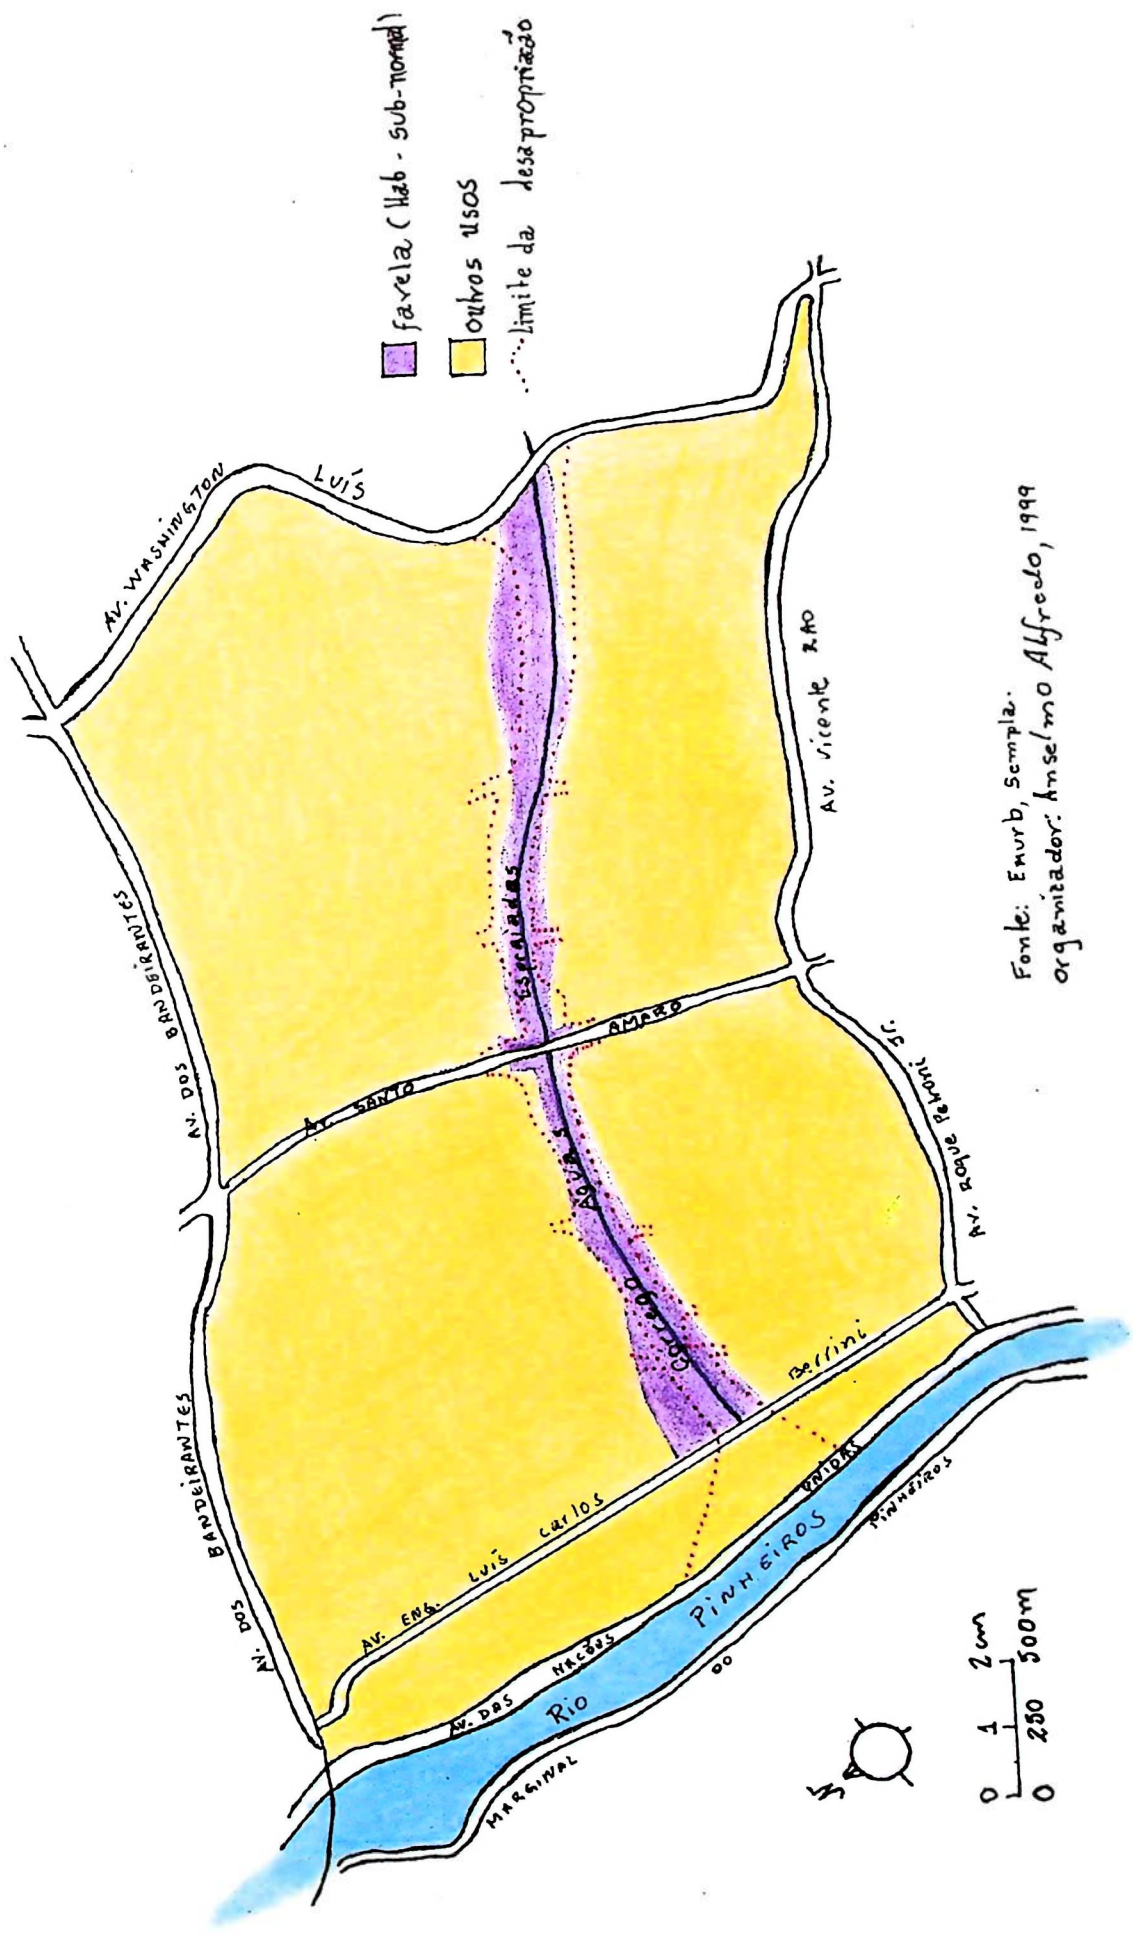 favela (Hab - sub-normal)
outros usos
Limite da desapropriação
AV. WASHINGTON LUÍS
AV. DOS BANDEIRANTES
AV. SANTO AMARO
AV. Vicente RAO
AV. Roque Petroni Jr.
Córrego Águas Espraiadas
AV. DOS BANDEIRANTES
AV. ENG. LUÍS Carlos Berrini
AV. DAS NAÇÕES UNIDAS
Rio PINHEIROS
MARGINAL DO PINHEIROS
N
0 1 2cm
0 250 500m
Fonte: Emurb, Sempla.
organizador: Anselmo Alfredo, 1999